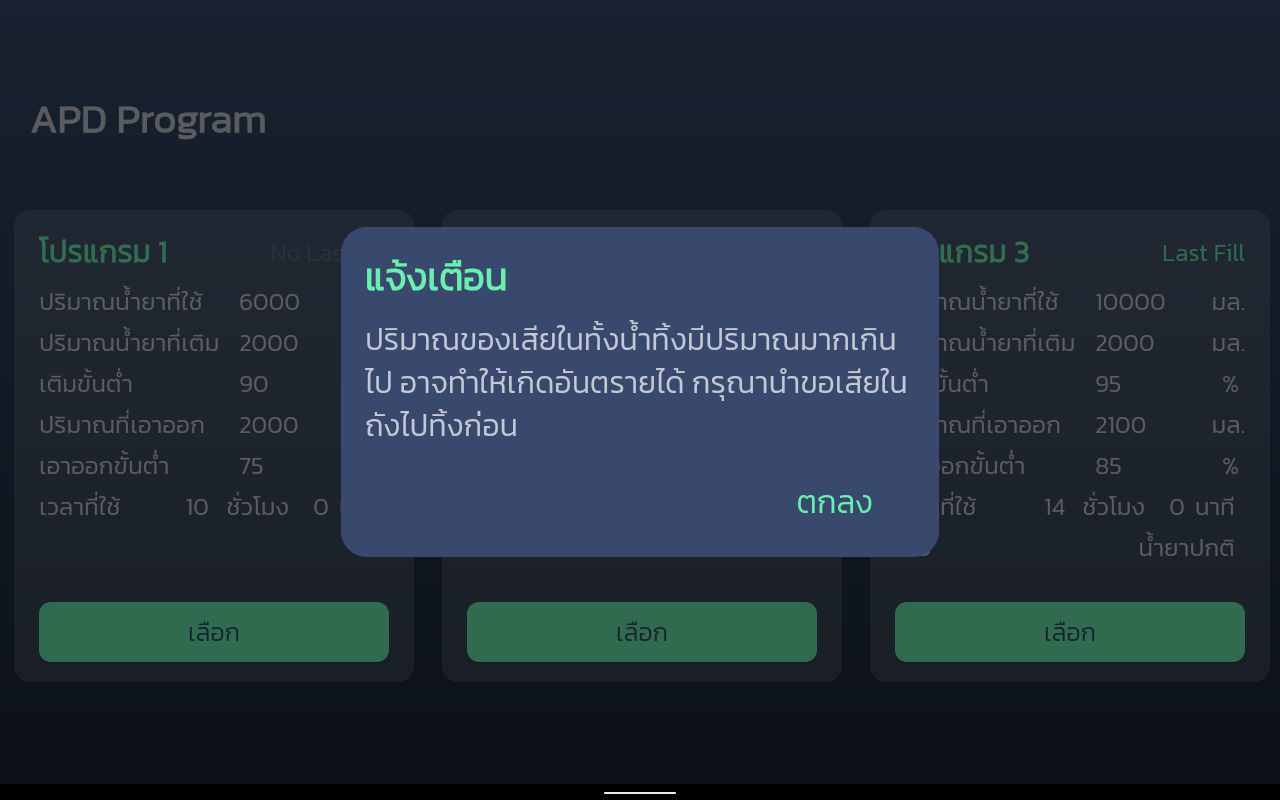 APD Program
โปรแกรม 1
ปริมาณน้ำยาที่ใช้ 6000
ปริมาณน้ำยาที่เติม 2000
เติมขั้นต่ำ 90
ปริมาณที่เอาออก 2000
เอาออกขั้นต่ำ 75
เวลาที่ใช้ 10 ชั่วโมง 0
เลือก
แจ้งเตือน
ปริมาณของเสียในทั้งน้ำทิ้งมีปริมาณมากเกิน
ไป อาจทำให้เกิดอันตรายได้ กรุณานำขอเสียใน
ถังไปทิ้งก่อน
ตกลง
เลือก
แกรม 3 Last Fill
าณน้ำยาที่ใช้ 10000 มล.
าณน้ำยาที่เติม 2000 มล.
ขั้นต่ำ 95 %
าณที่เอาออก 2100 มล.
อกขั้นต่ำ 85 %
ที่ใช้ 14 ชั่วโมง 0 นาที
น้ำยาปกติ
เลือก